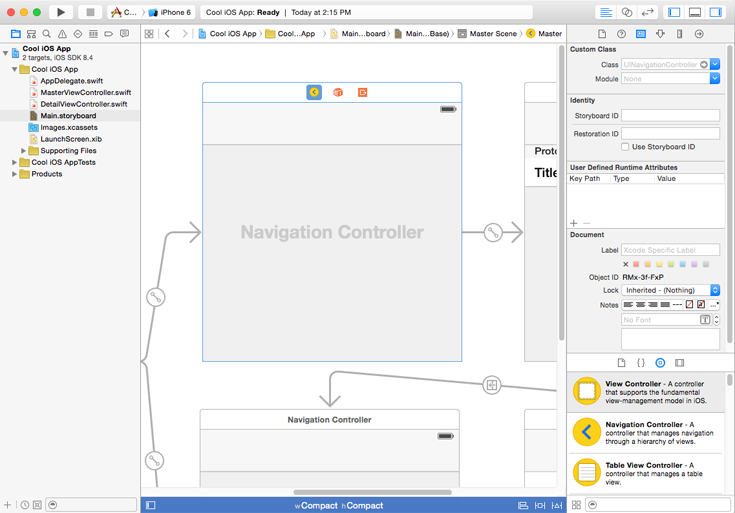 C... iPhone 6
Cool iOS App: Ready | Today at 2:15 PM
Cool iOS App
2 targets, iOS SDK 8.4
Cool iOS App
AppDelegate.swift
MasterViewController.swift
DetailViewController.swift
Main.storyboard
Images.xcassets
LaunchScreen.xib
Supporting Files
Cool iOS AppTests
Products
Cool iOS App Cool...App Main....board Main....Base) Master Scene Master
Navigation Controller
Proto
Title
Navigation Controller
wCompact hCompact
Custom Class
Class UINavigationController
Module None
Identity
Storyboard ID
Restoration ID
Use Storyboard ID
User Defined Runtime Attributes
Key Path Type Value
Document
Label Xcode Specific Label
Object ID RMx-3f-FxP
Lock Inherited - (Nothing)
Notes
No Font
View Controller - A
controller that supports the
fundamental
view-management model in iOS.
Navigation Controller - A
controller that manages navigation
through a hierarchy of views.
Table View Controller - A
controller that manages a table
view.